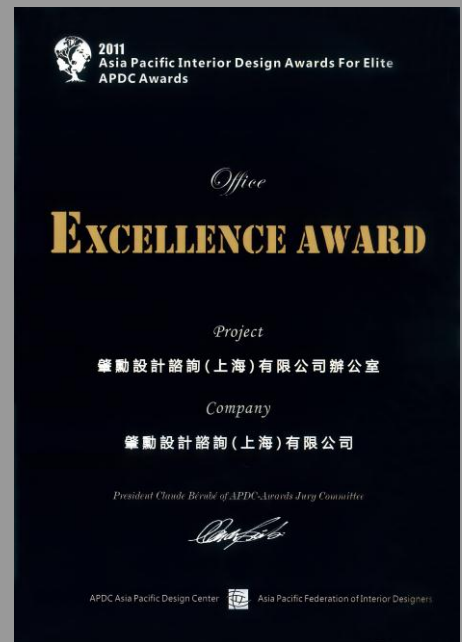 2011
Asia Pacific Interior Design Awards For Elite
APDC Awards
Office
EXCELLENCE AWARD
Project
肇勳設計諮詢(上海)有限公司辦公室
Company
肇勳設計諮詢(上海)有限公司
President Claude Bérubé of APDC-Awards Jury Committee
APDC Asia Pacific Design Center Asia Pacific Federation of Interior Designers